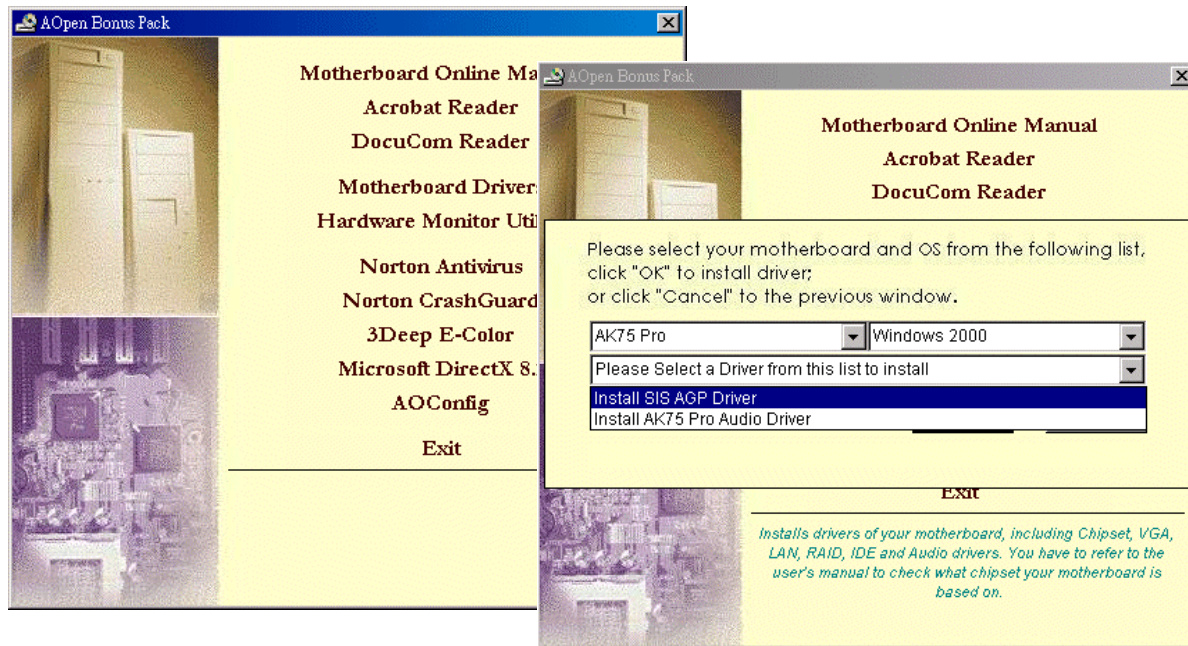 AOpen Bonus Pack
Motherboard Online Ma
Acrobat Reader
DocuCom Reader
Motherboard Driver
Hardware Monitor Uti
Norton Antivirus
Norton CrashGuard
3Deep E-Color
Microsoft DirectX 8.
AOConfig
Exit
AOpen Bonus Pack
Motherboard Online Manual
Acrobat Reader
DocuCom Reader
Please select your motherboard and OS from the following list,
click "OK" to install driver;
or click "Cancel" to the previous window.
AK75 Pro Windows 2000
Please Select a Driver from this list to install
Install SIS AGP Driver
Install AK75 Pro Audio Driver
Exit
Installs drivers of your motherboard, including Chipset, VGA,
LAN, RAID, IDE and Audio drivers. You have to refer to the
user's manual to check what chipset your motherboard is
based on.